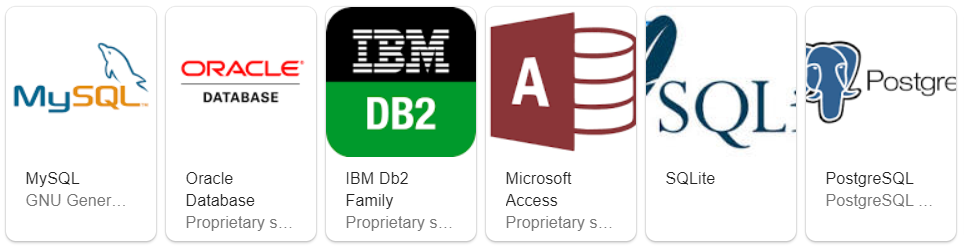 MySQL
ORACLE
DATABASE
IBM
DB2
A
SQL
Postgre
MySQL
GNU Gener...
Oracle
Database
Proprietary s...
IBM Db2
Family
Proprietary s...
Microsoft
Access
Proprietary s...
SQLite
PostgreSQL
PostgreSQL ...